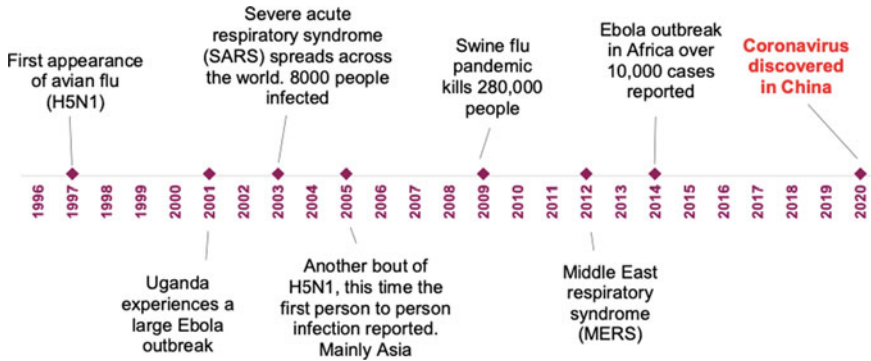 First appearance
of avian flu
(H5N1)
Severe acute
respiratory syndrome
(SARS) spreads across
the world. 8000 people
infected
Swine flu
pandemic
kills 280,000
people
Ebola outbreak
in Africa over
10,000 cases
reported
Coronavirus
discovered
in China
1996
1997
1998
1999
2000
2001
2002
2003
2004
2005
2006
2007
2008
2009
2010
2011
2012
2013
2014
2015
2016
2017
2018
2019
2020
Uganda
experiences a
large Ebola
outbreak
Another bout of
H5N1, this time the
first person to person
infection reported.
Mainly Asia
Middle East
respiratory
syndrome
(MERS)